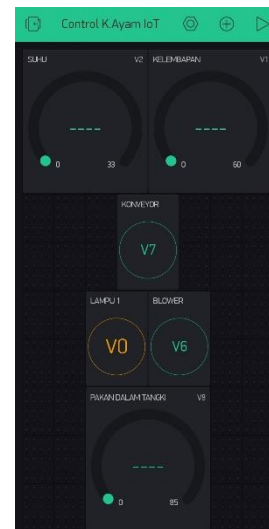 Control K.Ayam IoT
SUHU V2
KELEMBAPAN V1
----
----
0 33
0 60
KONVEYOR
V7
LAMPU 1
BLOWER
V0
V6
PAKAN DALAM TANGKI V9
----
0 85